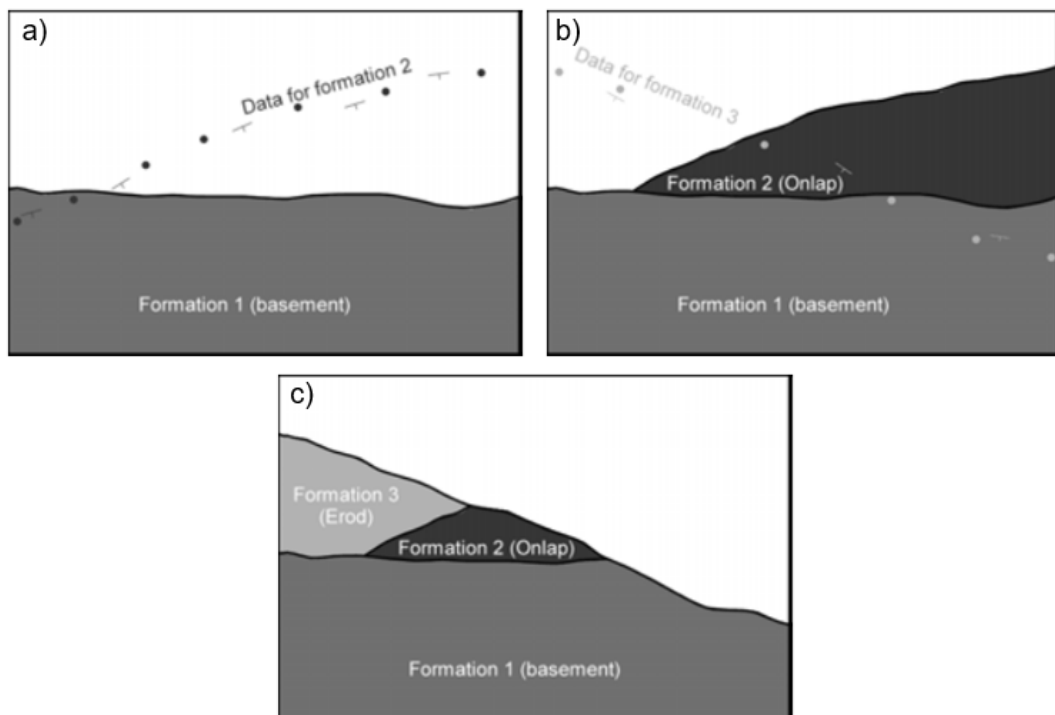 a)
Data for formation 2
Formation 1 (basement)
b)
Data for formation 3
Formation 2 (Onlap)
Formation 1 (basement)
c)
Formation 3
(Erod)
Formation 2 (Onlap)
Formation 1 (basement)